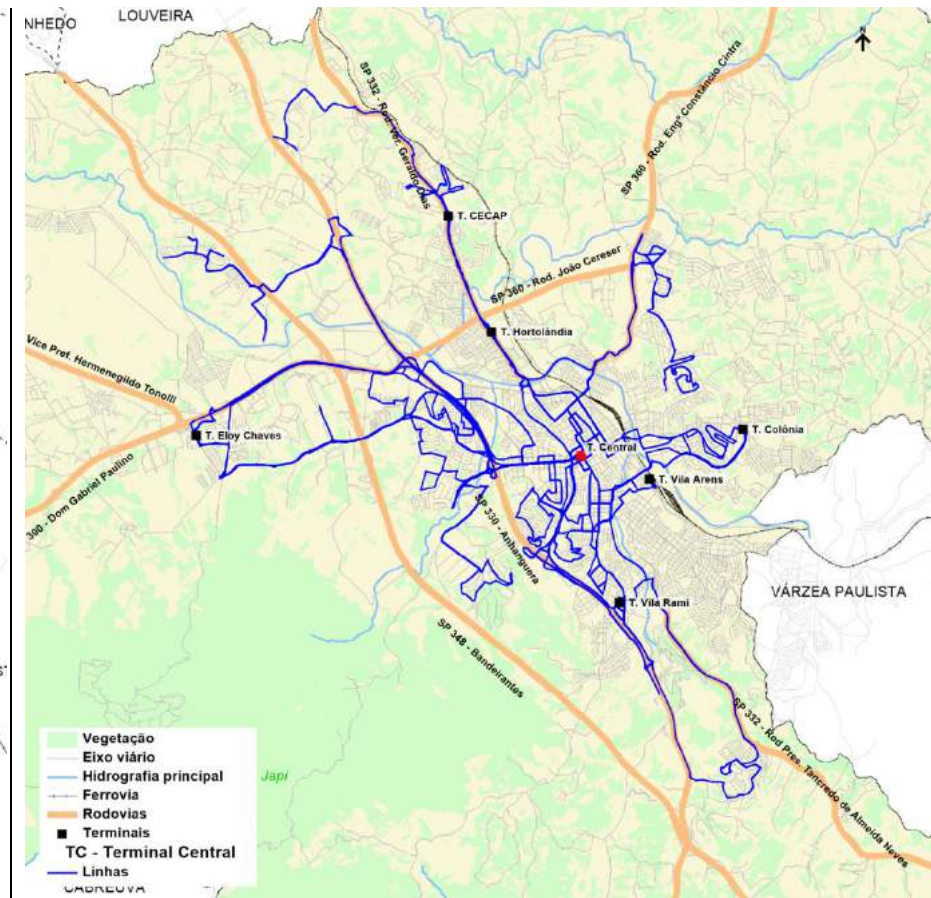 NHEDO
LOUVEIRA
N
SP 332 - Rod. Ver. Geraldo Dias
SP 360 - Rod. Engº Constâncio Cintra
T. CECAP
SP 360 - Rod. João Cereser
T. Hortolândia
Vice Pref. Hermenegildo Tonolli
T. Eloy Chaves
T. Colônia
T. Central
T. Vila Arens
300 - Dom Gabriel Paulino
SP 330 - Anhanguera
VÁRZEA PAULISTA
T. Vila Rami
SP 348 - Bandeirantes
s:
SP 332 - Rod Pres. Tancredo de Almeida Neves
Japi
Vegetação
Eixo viário
Hidrografia principal
Ferrovia
Rodovias
Terminais
TC - Terminal Central
Linhas
CABREÚVA